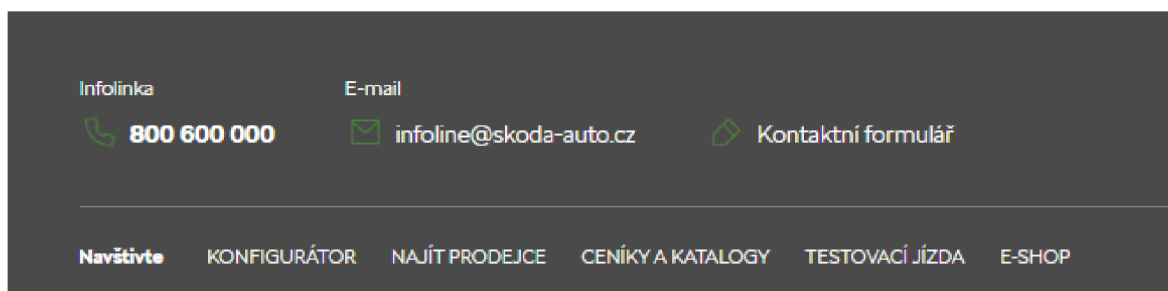 Infolinka E-mail
800 600 000 infoline@skoda-auto.cz Kontaktní formulář
Navštivte KONFIGURÁTOR NAJÍT PRODEJCE CENÍKY A KATALOGY TESTOVACÍ JÍZDA E-SHOP